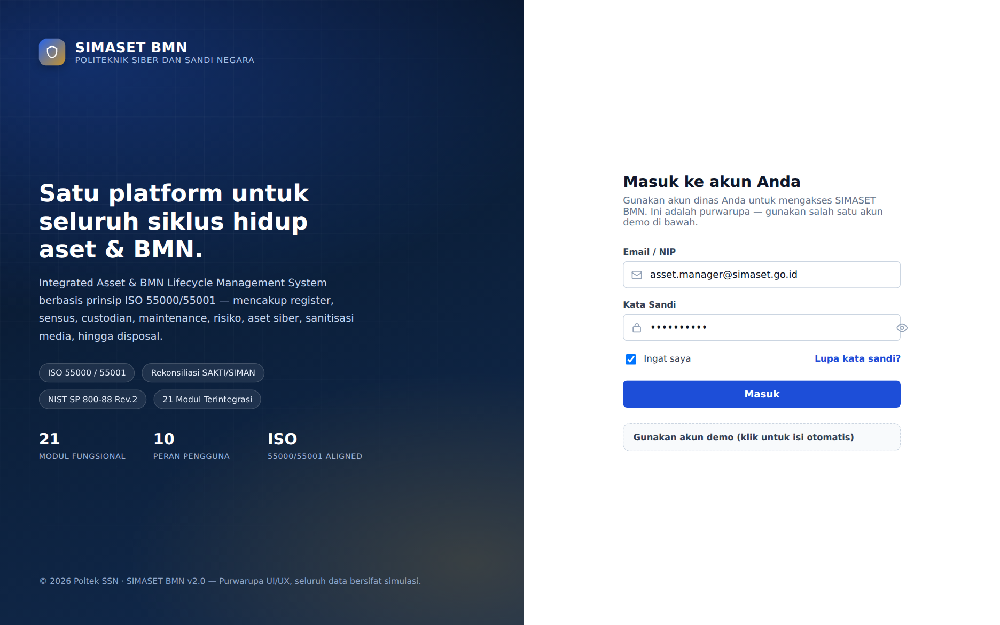 SIMASET BMN
POLITEKNIK SIBER DAN SANDI NEGARA
Satu platform untuk
seluruh siklus hidup
aset & BMN.
Integrated Asset & BMN Lifecycle Management System
berbasis prinsip ISO 55000/55001 — mencakup register,
sensus, custodian, maintenance, risiko, aset siber, sanitisasi
media, hingga disposal.
ISO 55000 / 55001
Rekonsiliasi SAKTI/SIMAN
NIST SP 800-88 Rev.2
21 Modul Terintegrasi
21
MODUL FUNGSIONAL
10
PERAN PENGGUNA
ISO
55000/55001 ALIGNED
© 2026 Poltek SSN · SIMASET BMN v2.0 — Purwarupa UI/UX, seluruh data bersifat simulasi.
Masuk ke akun Anda
Gunakan akun dinas Anda untuk mengakses SIMASET
BMN. Ini adalah purwarupa — gunakan salah satu akun
demo di bawah.
Email / NIP
asset.manager@simaset.go.id
Kata Sandi
••••••••••
Ingat saya
Lupa kata sandi?
Masuk
Gunakan akun demo (klik untuk isi otomatis)